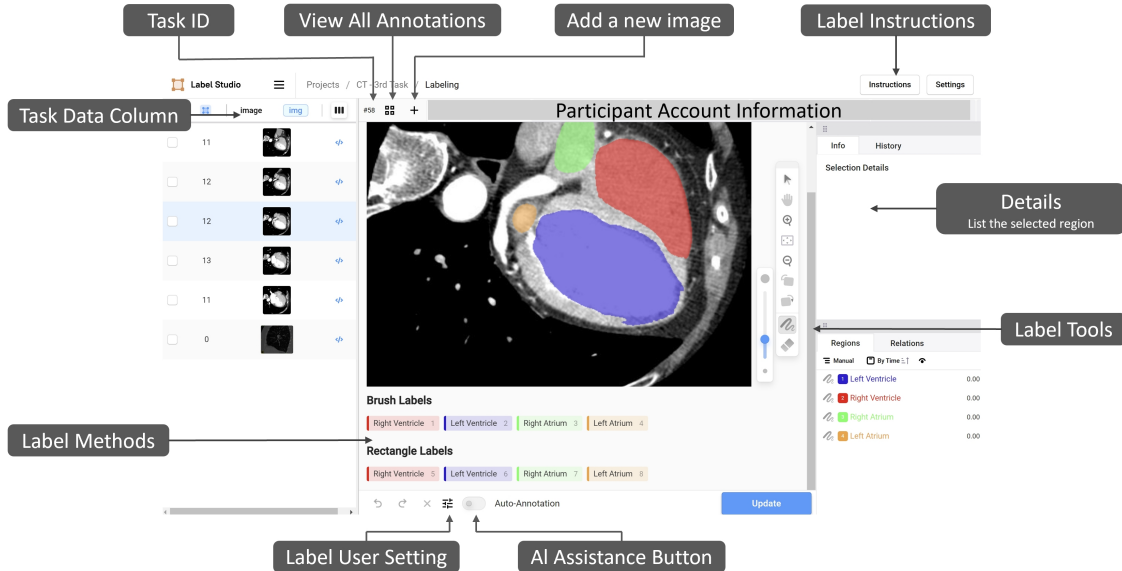 Task ID
View All Annotations
Add a new image
Label Instructions
Label Studio
Projects / CT - 3rd Task / Labeling
Instructions
Settings
Task Data Column
image
img
#58
Participant Account Information
11
12
12
13
11
0
Info
History
Selection Details
Details
List the selected region
Label Tools
Regions
Relations
Manual
By Time
1 Left Ventricle 0.00
2 Right Ventricle 0.00
3 Right Atrium 0.00
4 Left Atrium 0.00
Label Methods
Brush Labels
Right Ventricle 1 Left Ventricle 2 Right Atrium 3 Left Atrium 4
Rectangle Labels
Right Ventricle 5 Left Ventricle 6 Right Atrium 7 Left Atrium 8
Auto-Annotation
Update
Label User Setting
AI Assistance Button